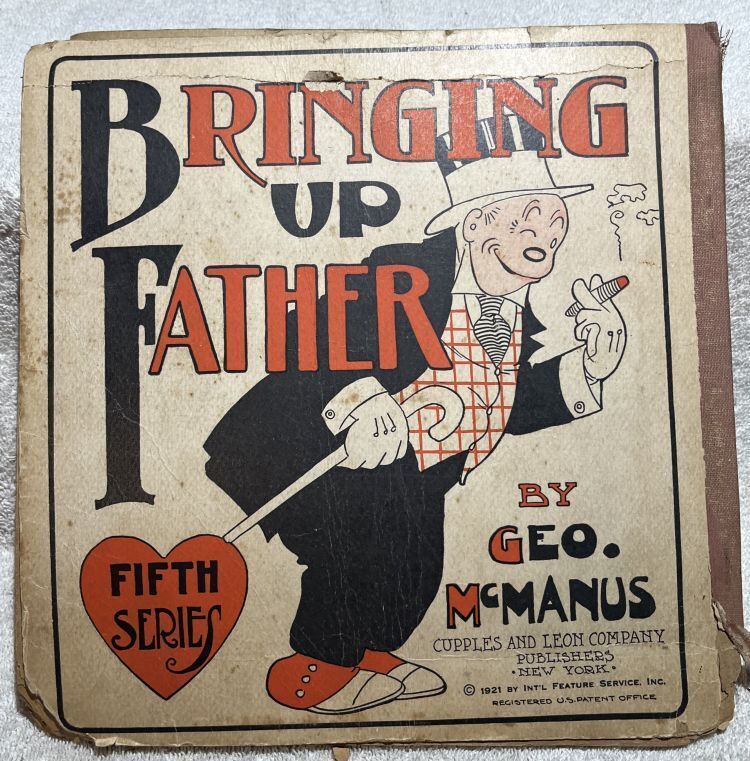 BRINGING
UP
FATHER
BY
GEO.
McMANUS
FIFTH
SERIES
CUPPLES AND LEON COMPANY
PUBLISHERS
• NEW YORK •
© 1921 BY INT'L FEATURE SERVICE, INC.
REGISTERED U.S. PATENT OFFICE